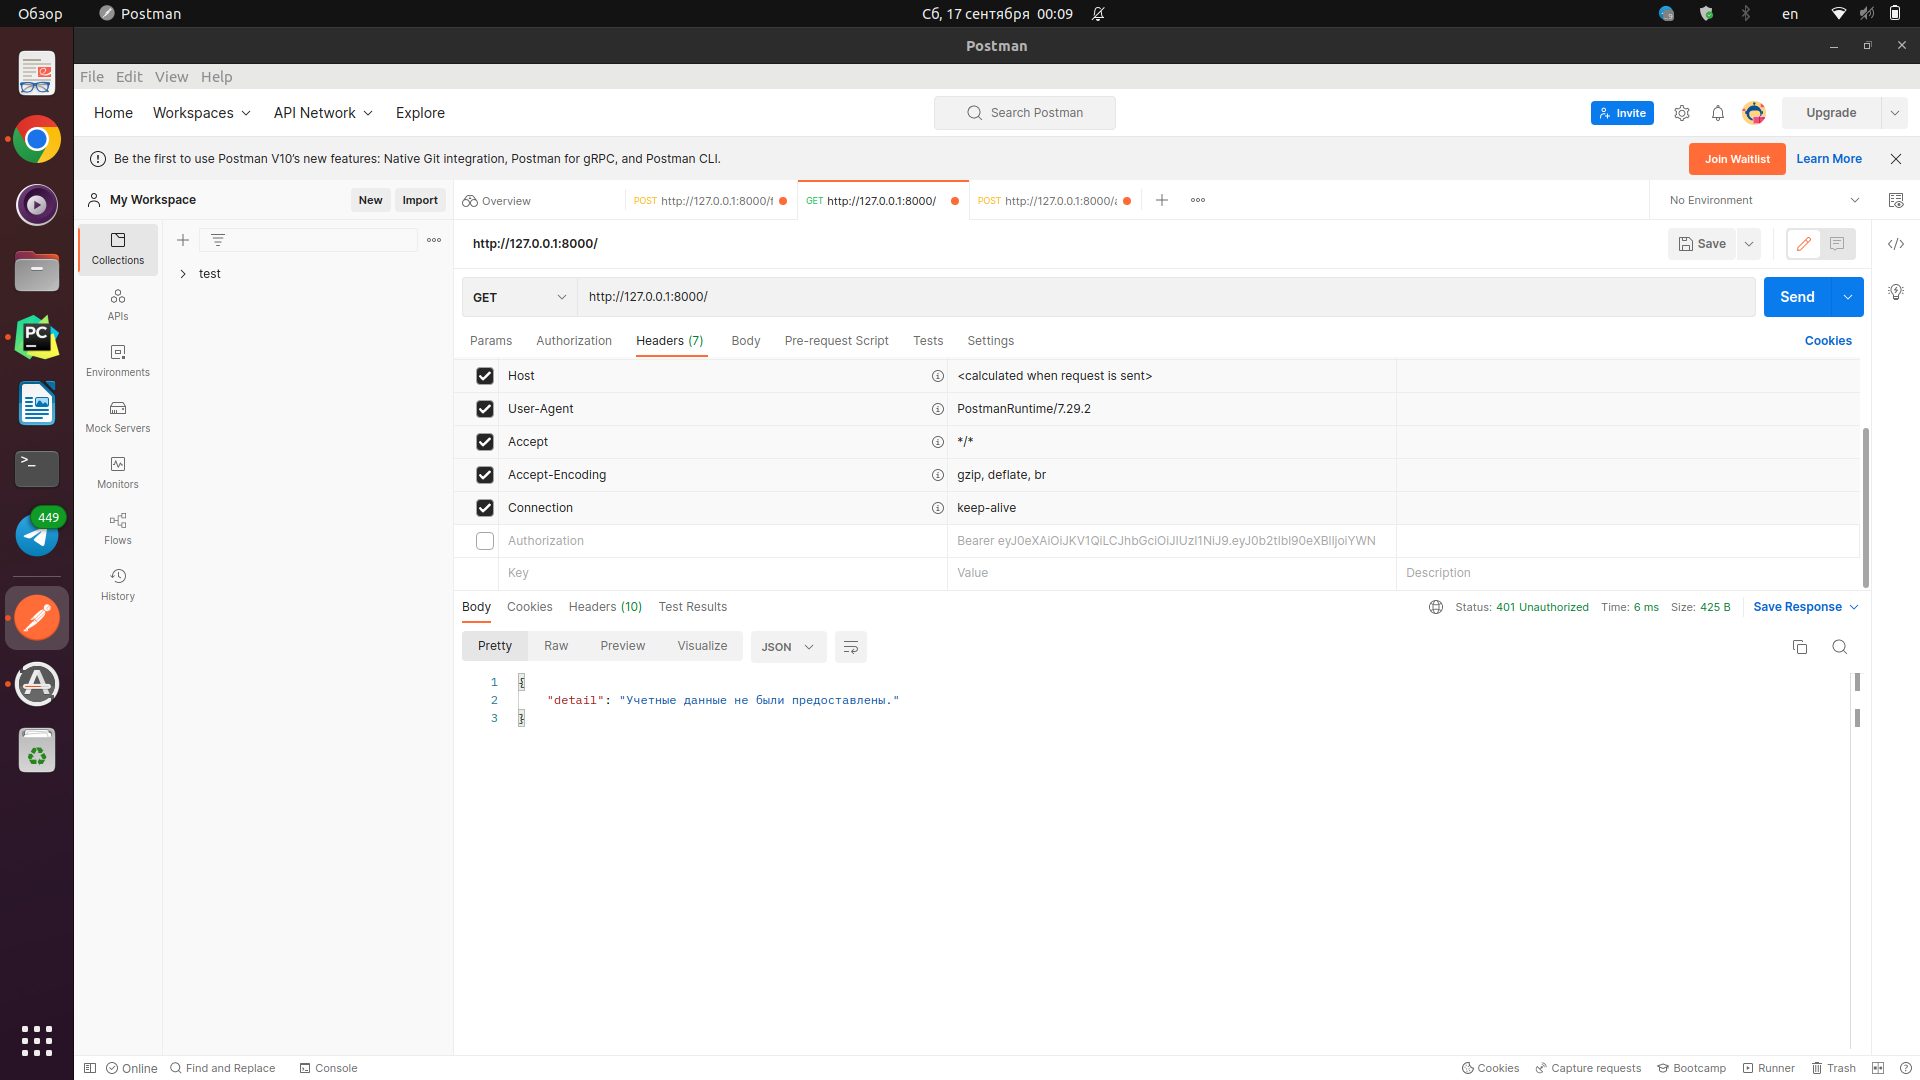 Обзор
Postman
Сб, 17 сентября 00:09
en
Postman
File Edit View Help
Home Workspaces API Network Explore
Search Postman
Invite
Upgrade
Be the first to use Postman V10's new features: Native Git integration, Postman for gRPC, and Postman CLI.
Join Waitlist
Learn More
My Workspace
New
Import
Overview
POST http://127.0.0.1:8000/
GET http://127.0.0.1:8000/
POST http://127.0.0.1:8000/
No Environment
Collections
APIs
Environments
Mock Servers
Monitors
Flows
History
test
http://127.0.0.1:8000/
Save
GET
http://127.0.0.1:8000/
Send
Params Authorization Headers (7) Body Pre-request Script Tests Settings
Cookies
Host <calculated when request is sent>
User-Agent PostmanRuntime/7.29.2
Accept */*
Accept-Encoding gzip, deflate, br
Connection keep-alive
Authorization Bearer
Key Value Description
Body Cookies Headers (10) Test Results
Status: 401 Unauthorized Time: 6 ms Size: 425 B
Save Response
Pretty Raw Preview Visualize JSON
1 {
2 "detail": "Учетные данные не были предоставлены."
3 }
PC
>_
449
Online
Find and Replace
Console
Cookies
Capture requests
Bootcamp
Runner
Trash